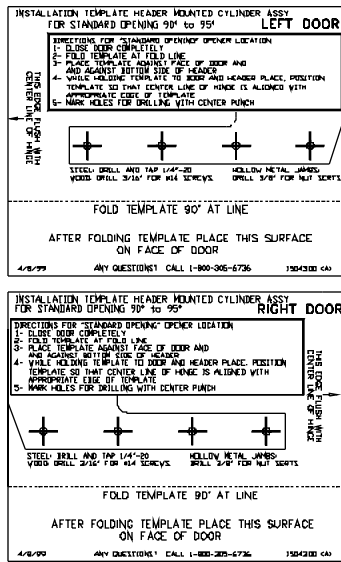 INSTALLATION TEMPLATE HEADER MOUNTED CYLINDER ASSY
FOR STANDARD OPENING 90° to 95° LEFT DOOR
DIRECTIONS FOR "STANDARD OPENING" OPENER LOCATION
1- CLOSE DOOR COMPLETELY
2- FOLD TEMPLATE AT FOLD LINE
3- PLACE TEMPLATE AGAINST FACE OF DOOR AND
AND AGAINST BOTTOM SIDE OF HEADER
4- WHILE HOLDING TEMPLATE TO DOOR AND HEADER PLACE, POSITION
TEMPLATE SO THAT CENTER LINE OF HINGE IS ALIGNED WITH
APPROPRIATE EDGE OF TEMPLATE
5- MARK HOLES FOR DRILLING WITH CENTER PUNCH
THIS EDGE FLUSH WITH
CENTER LINE OF HINGE
STEEL: DRILL AND TAP 1/4"-20
WOOD: DRILL 3/16" FOR #14 SCREWS.
HOLLOW METAL JAMBS:
DRILL 3/8" FOR NUT SERTS
FOLD TEMPLATE 90° AT LINE
AFTER FOLDING TEMPLATE PLACE THIS SURFACE
ON FACE OF DOOR
4/8/99 ANY QUESTIONS? CALL 1-800-305-6736 1504300 (A)
INSTALLATION TEMPLATE HEADER MOUNTED CYLINDER ASSY
FOR STANDARD OPENING 90° to 95° RIGHT DOOR
DIRECTIONS FOR "STANDARD OPENING" OPENER LOCATION
1- CLOSE DOOR COMPLETELY
2- FOLD TEMPLATE AT FOLD LINE
3- PLACE TEMPLATE AGAINST FACE OF DOOR AND
AND AGAINST BOTTOM SIDE OF HEADER
4- WHILE HOLDING TEMPLATE TO DOOR AND HEADER PLACE, POSITION
TEMPLATE SO THAT CENTER LINE OF HINGE IS ALIGNED WITH
APPROPRIATE EDGE OF TEMPLATE
5- MARK HOLES FOR DRILLING WITH CENTER PUNCH
THIS EDGE FLUSH WITH
CENTER LINE OF HINGE
STEEL: DRILL AND TAP 1/4"-20
WOOD: DRILL 3/16" FOR #14 SCREWS.
HOLLOW METAL JAMBS:
DRILL 3/8" FOR NUT SERTS
FOLD TEMPLATE 90° AT LINE
AFTER FOLDING TEMPLATE PLACE THIS SURFACE
ON FACE OF DOOR
4/8/99 ANY QUESTIONS? CALL 1-800-305-6736 1504300 (A)